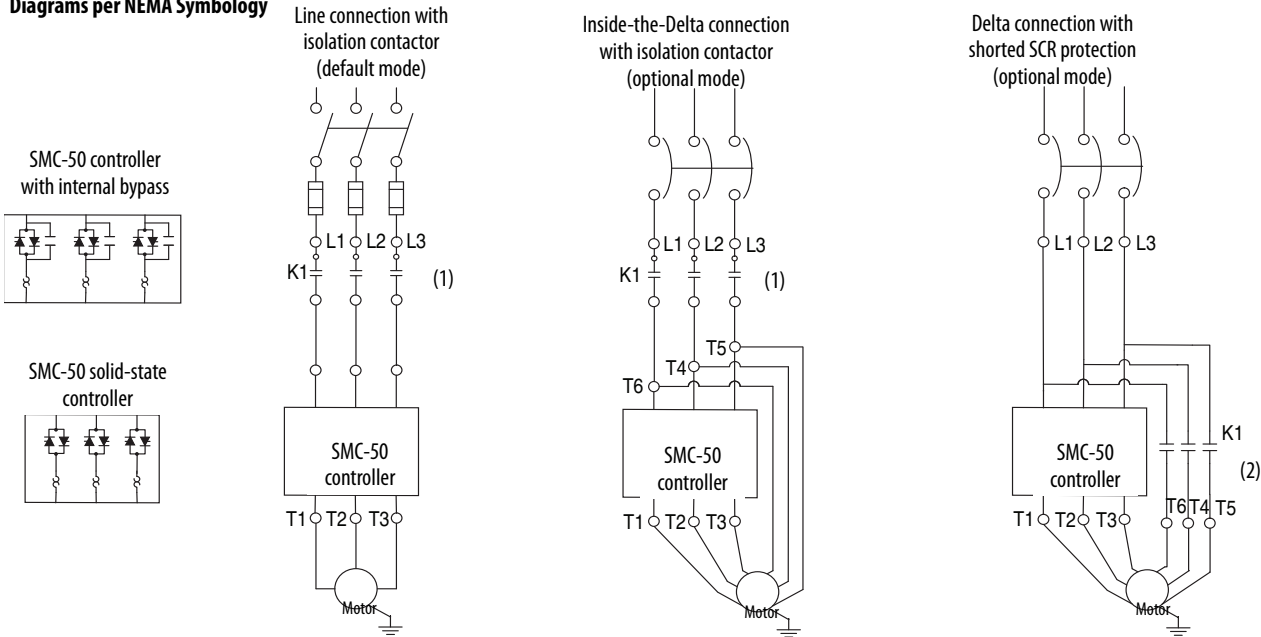 Diagrams per NEMA Symbology
SMC-50 controller
with internal bypass
SMC-50 solid-state
controller
Line connection with
isolation contactor
(default mode)
L1 L2 L3
K1
(1)
SMC-50
controller
T1 T2 T3
Motor
Inside-the-Delta connection
with isolation contactor
(optional mode)
L1 L2 L3
K1
(1)
T5
T4
T6
SMC-50
controller
T1 T2 T3
Motor
Delta connection with
shorted SCR protection
(optional mode)
L1 L2 L3
K1
(2)
SMC-50
controller
T6 T4 T5
T1 T2 T3
Motor